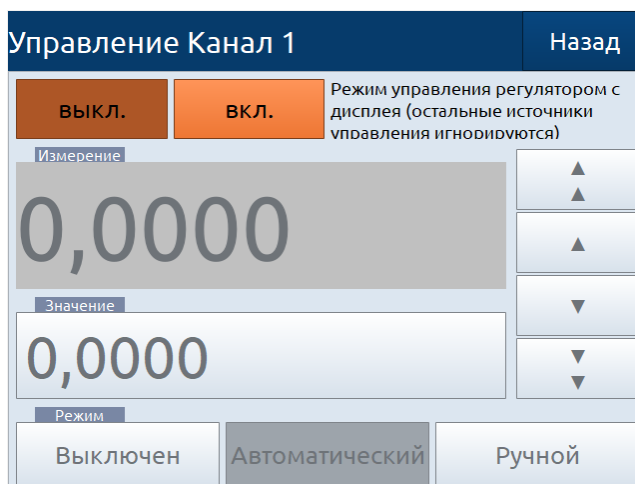 Управление Канал 1
Назад
выкл.
вкл.
Режим управления регулятором с
дисплея (остальные источники
управления игнорируются)
Измерение
0,0000
Значение
0,0000
Режим
Выключен
Автоматический
Ручной